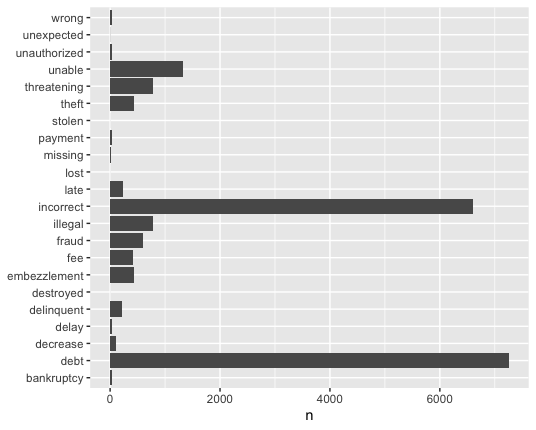 wrong
unexpected
unauthorized
unable
threatening
theft
stolen
payment
missing
lost
late
incorrect
illegal
fraud
fee
embezzlement
destroyed
delinquent
delay
decrease
debt
bankruptcy
0 2000 4000 6000
n